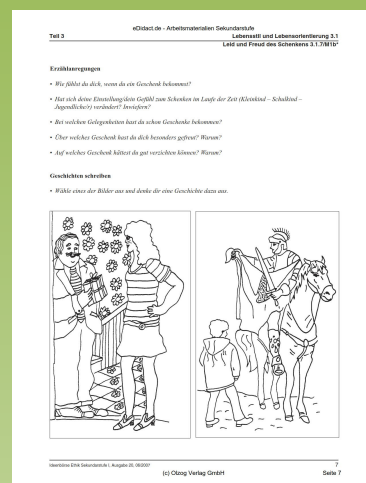 eDidact.de - Arbeitsmaterialien Sekundarstufe
Teil 3 Lebensstil und Lebensorientierung 3.1
Leid und Freud des Schenkens 3.1.7/M1b*
Erzählanregungen
• Wie fühlst du dich, wenn du ein Geschenk bekommst?
• Hat sich deine Einstellung/dein Gefühl zum Schenken im Laufe der Zeit (Kleinkind – Schulkind –
Jugendliche/r) verändert? Inwiefern?
• Bei welchen Gelegenheiten hast du schon Geschenke bekommen?
• Über welches Geschenk hast du dich besonders gefreut? Warum?
• Auf welches Geschenk hättest du gut verzichten können? Warum?
Geschichten schreiben
• Wähle eines der Bilder aus und denke dir eine Geschichte dazu aus.
Ideenbörse Ethik Sekundarstufe I, Ausgabe 20, 08/2007 7
(c) Olzog Verlag GmbH Seite 7